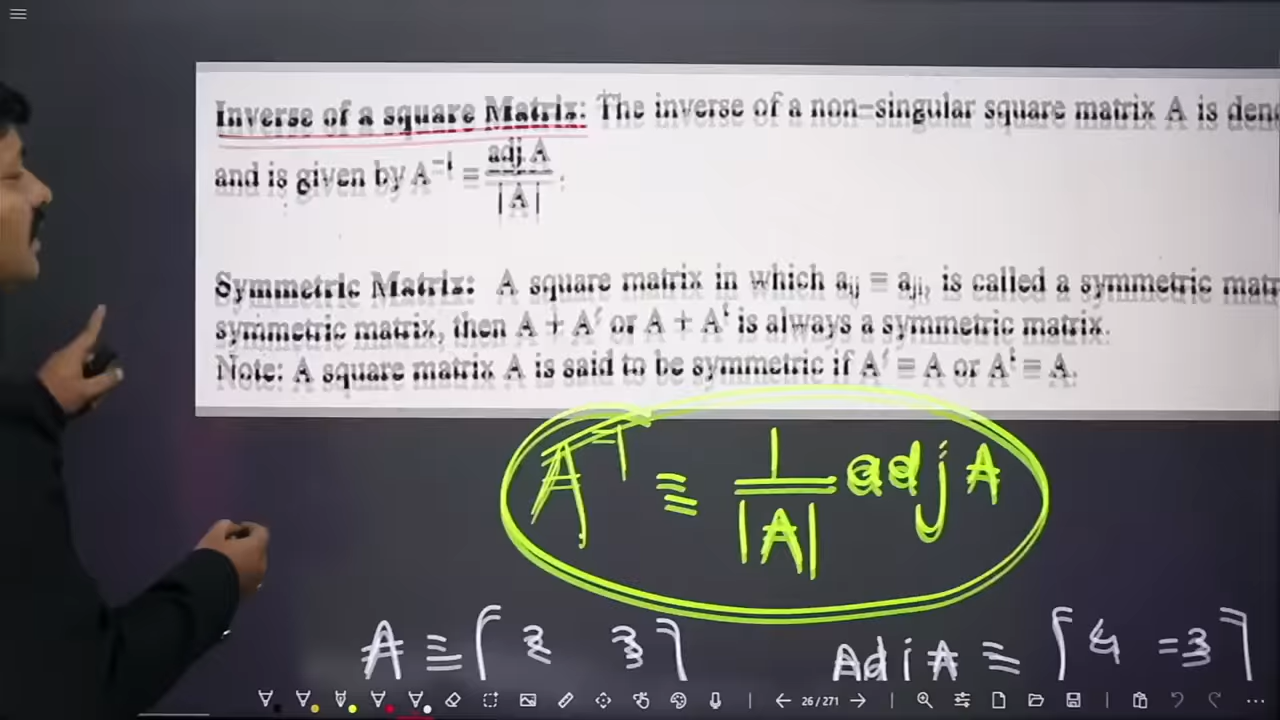 Inverse of a square Matrix: The inverse of a non-singular square matrix A is
and is given by A⁻¹ = adj A / |A| .
Symmetric Matrix: A square matrix in which aᵢⱼ = aⱼᵢ, is called a symmetric
symmetric matrix, then A + A′ or A + Aᵗ is always a symmetric matrix.
Note: A square matrix A is said to be symmetric if A′ = A or Aᵗ = A.
A⁻¹ = 1/|A| adj A
A = [ 2 3 ] Adj A = [ 4 -3 ]
26 / 271